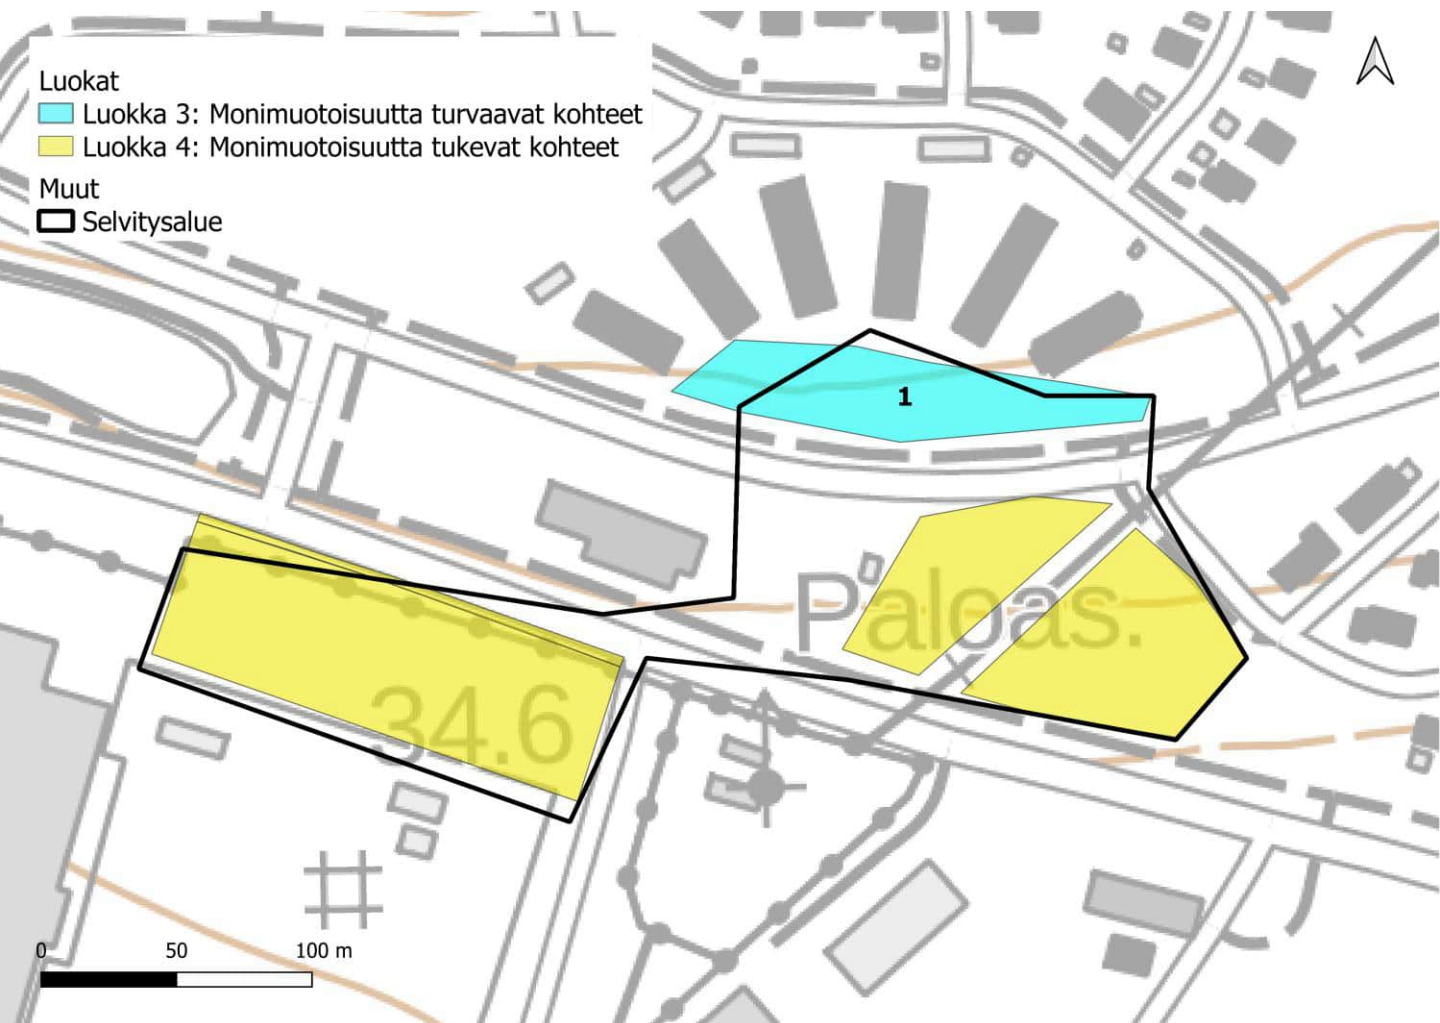 Luokat
Luokka 3: Monimuotoisuutta turvaavat kohteet
Luokka 4: Monimuotoisuutta tukevat kohteet
Muut
Selvitysalue
1
Paloas.
34.6
0 50 100 m